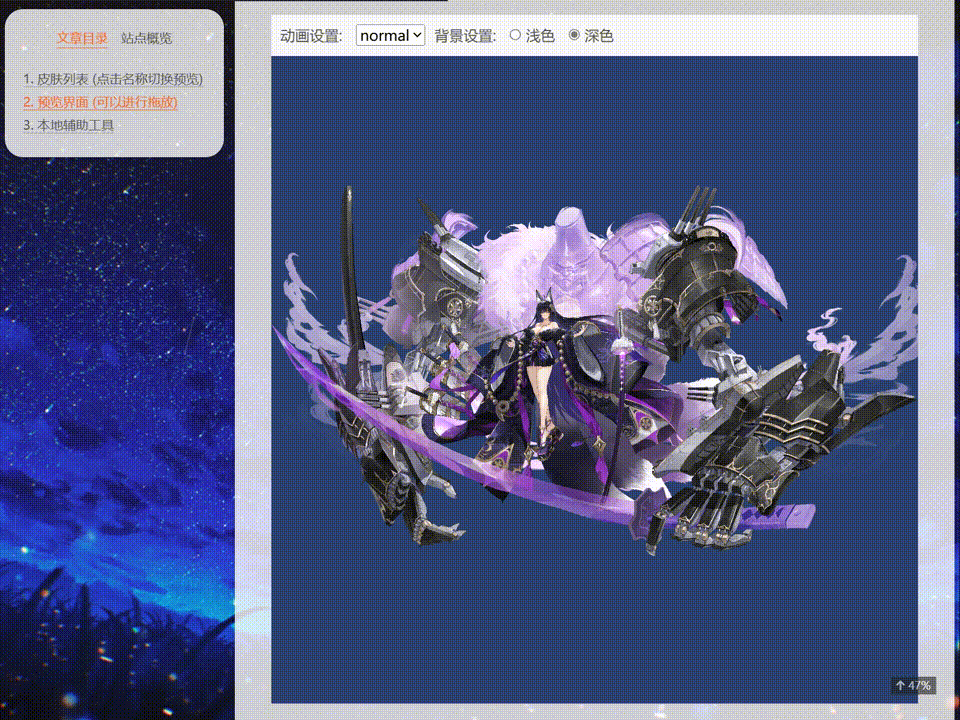 文章目录 站点概览
1. 皮肤列表 (点击名称切换预览)
2. 预览界面 (可以进行拖放)
3. 本地辅助工具
动画设置: normal 背景设置: 浅色 深色
↑ 47%